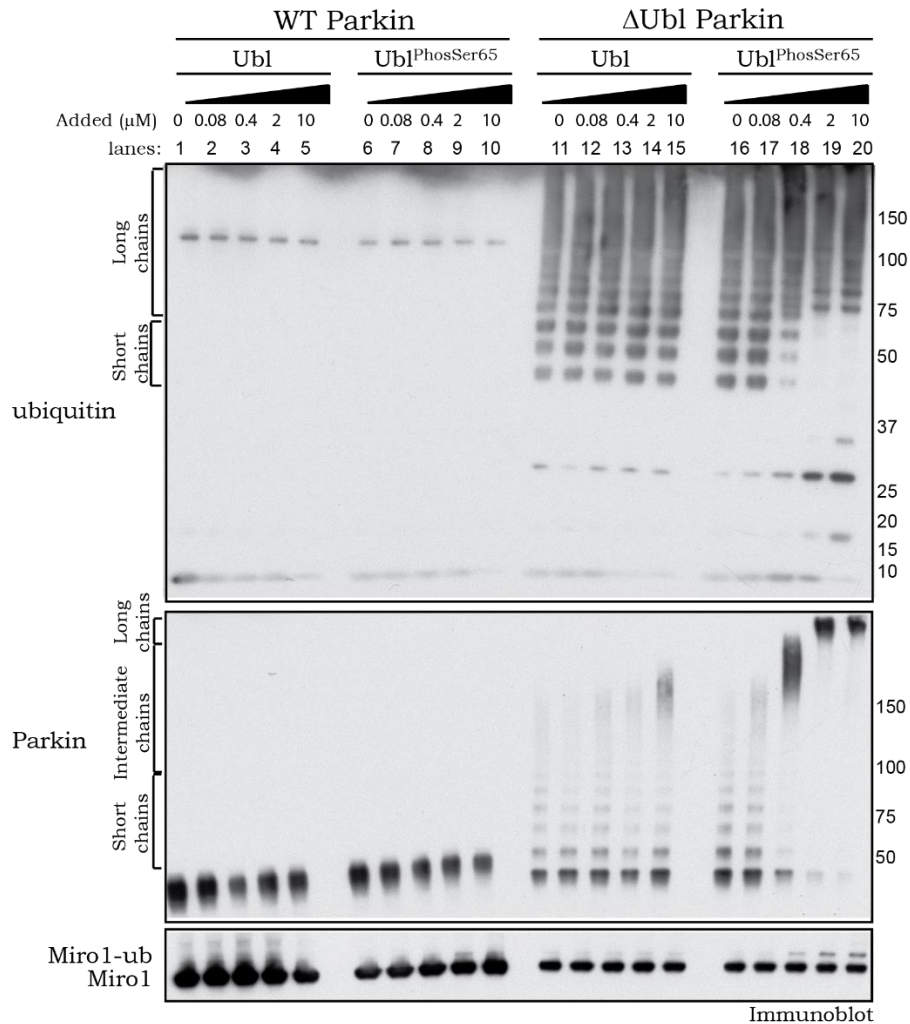 WT Parkin ΔUbl Parkin
Ubl Ubl^PhosSer65 Ubl Ubl^PhosSer65
Added (µM) 0 0.08 0.4 2 10 0 0.08 0.4 2 10 0 0.08 0.4 2 10 0 0.08 0.4 2 10
lanes: 1 2 3 4 5 6 7 8 9 10 11 12 13 14 15 16 17 18 19 20
Long
chains
Short
chains
ubiquitin
150
100
75
50
37
25
20
15
10
Long
chains
Intermediate
chains
Short
chains
Parkin
150
100
75
50
Miro1-ub
Miro1
Immunoblot